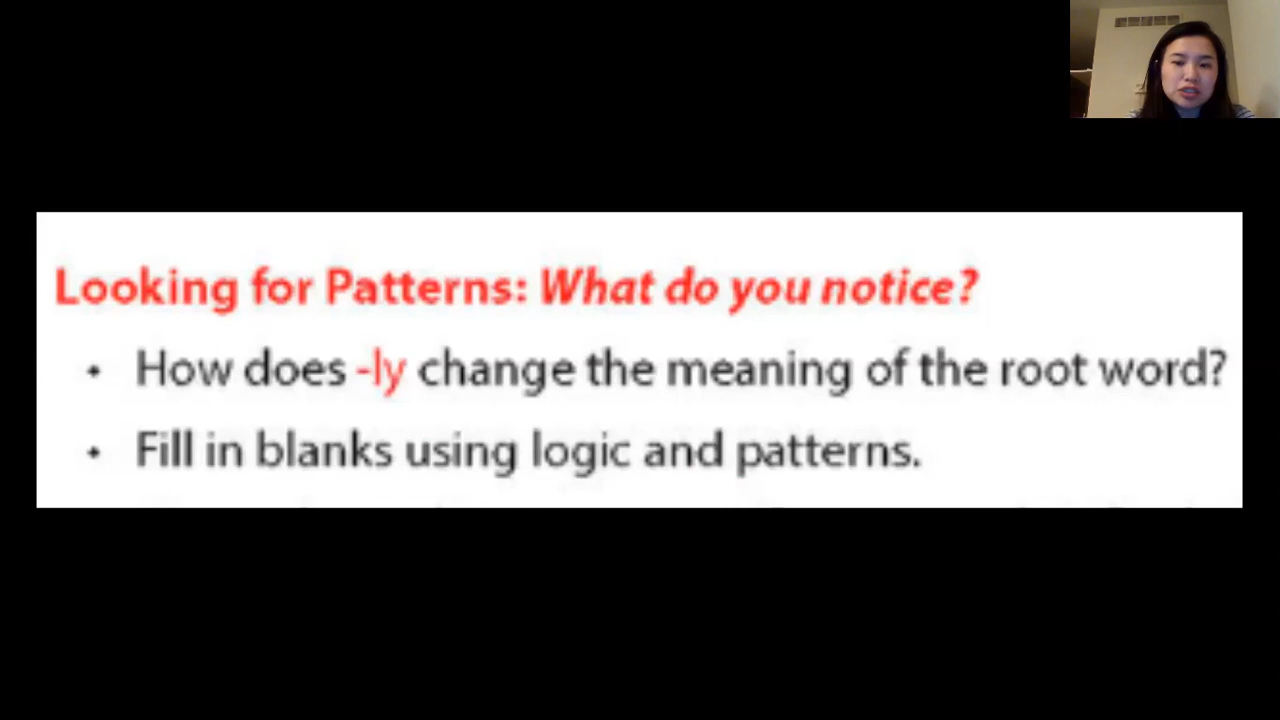 Looking for Patterns: What do you notice?
• How does -ly change the meaning of the root word?
• Fill in blanks using logic and patterns.